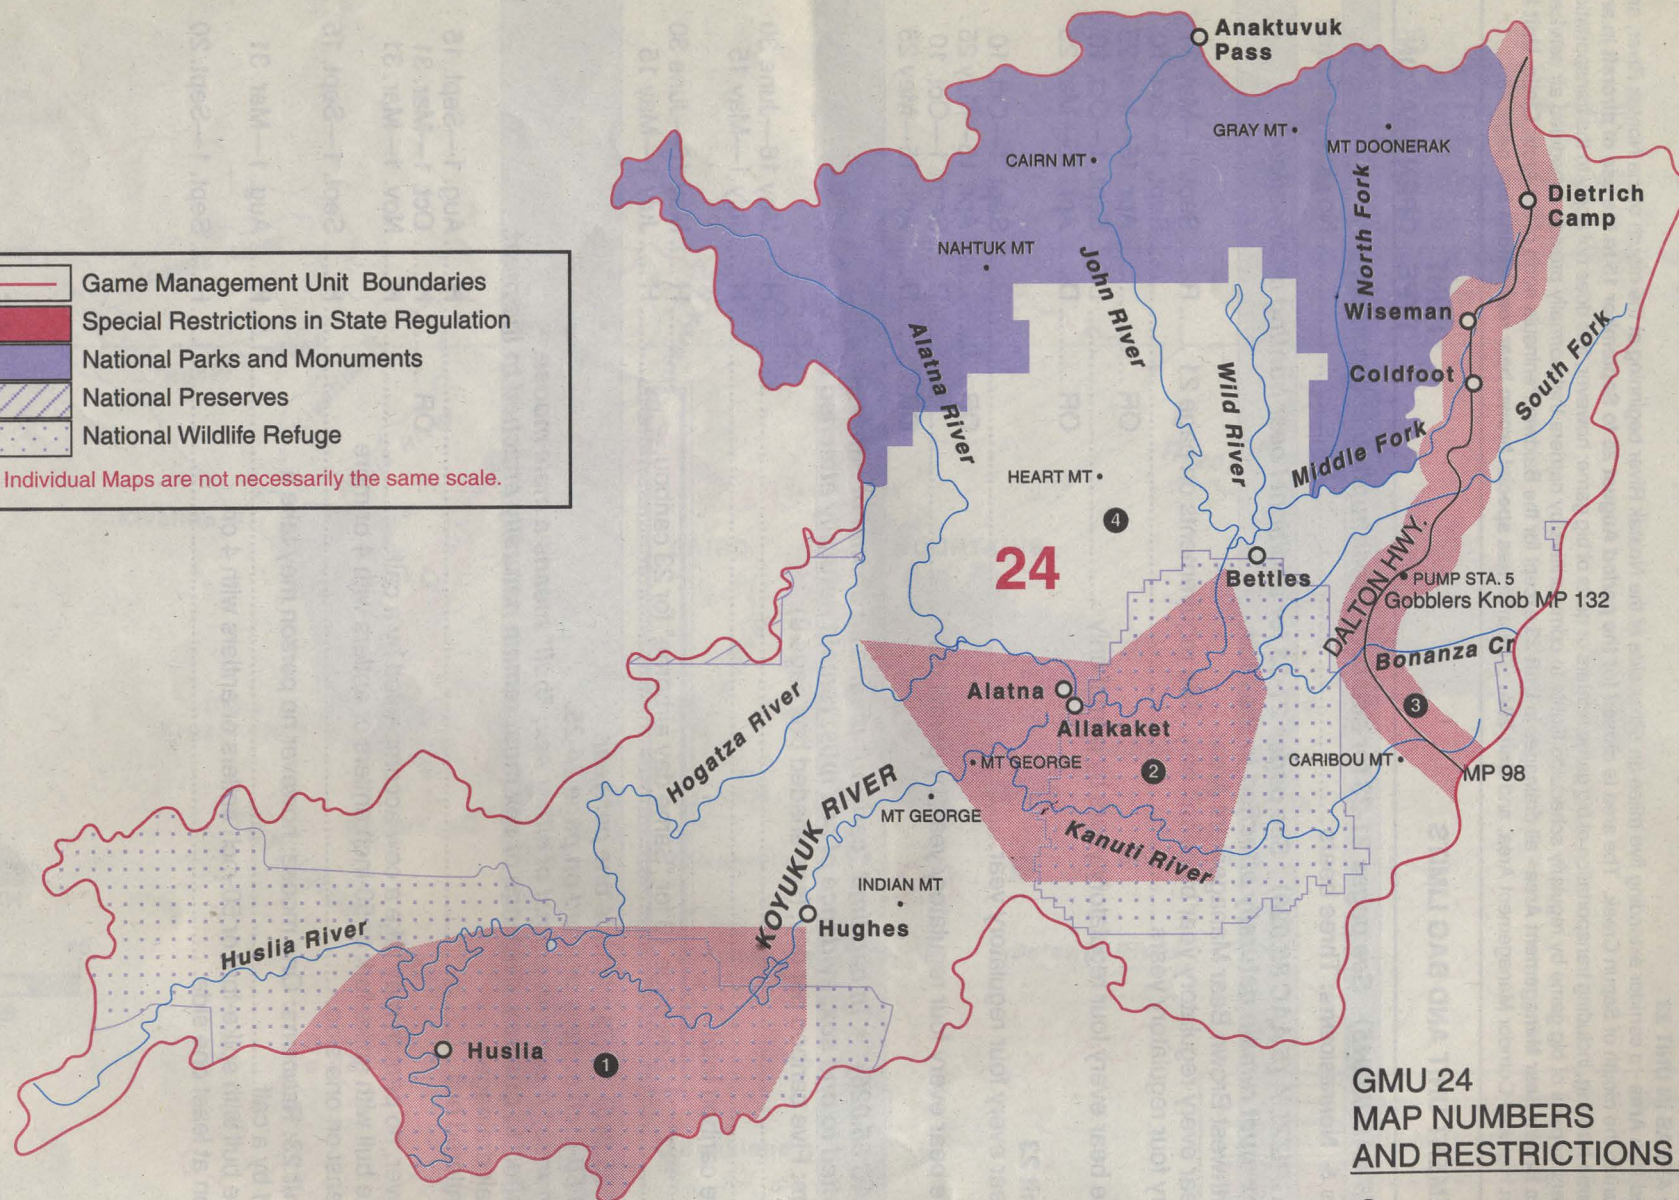 Game Management Unit Boundaries
Special Restrictions in State Regulation
National Parks and Monuments
National Preserves
National Wildlife Refuge
Individual Maps are not necessarily the same scale.
Anaktuvuk
Pass
GRAY MT
MT DOONERAK
CAIRN MT
Dietrich
Camp
North Fork
NAHTUK MT
John River
Wiseman
South Fork
Alatna River
Wild River
Coldfoot
Middle Fork
HEART MT
4
24
Bettles
DALTON HWY.
PUMP STA. 5
Gobblers Knob MP 132
Bonanza Cr
Alatna
Allakaket
3
Hogatza River
MT GEORGE
2
CARIBOU MT
MP 98
KOYUKUK RIVER
MT GEORGE
Kanuti River
INDIAN MT
Hughes
Huslia River
Huslia
1
GMU 24
MAP NUMBERS
AND RESTRICTIONS